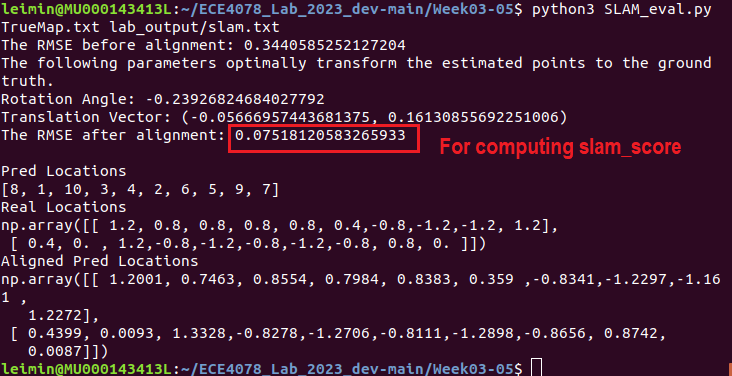 leimin@MU000143413L:~/ECE4078_Lab_2023_dev-main/Week03-05$ python3 SLAM_eval.py
TrueMap.txt lab_output/slam.txt
The RMSE before alignment: 0.3440585252127204
The following parameters optimally transform the estimated points to the ground
truth.
Rotation Angle: -0.23926824684027792
Translation Vector: (-0.05666957443681375, 0.16130855692251006)
The RMSE after alignment: 0.07518120583265933
For computing slam_score
Pred Locations
[8, 1, 10, 3, 4, 2, 6, 5, 9, 7]
Real Locations
np.array([[ 1.2, 0.8, 0.8, 0.8, 0.8, 0.4,-0.8,-1.2,-1.2, 1.2],
 [ 0.4, 0. , 1.2,-0.8,-1.2,-0.8,-1.2,-0.8, 0.8, 0. ]])
Aligned Pred Locations
np.array([[ 1.2001, 0.7463, 0.8554, 0.7984, 0.8383, 0.359 ,-0.8341,-1.2297,-1.16
1 ,
   1.2272],
 [ 0.4399, 0.0093, 1.3328,-0.8278,-1.2706,-0.8111,-1.2898,-0.8656, 0.8742,
   0.0087]])
leimin@MU000143413L:~/ECE4078_Lab_2023_dev-main/Week03-05$